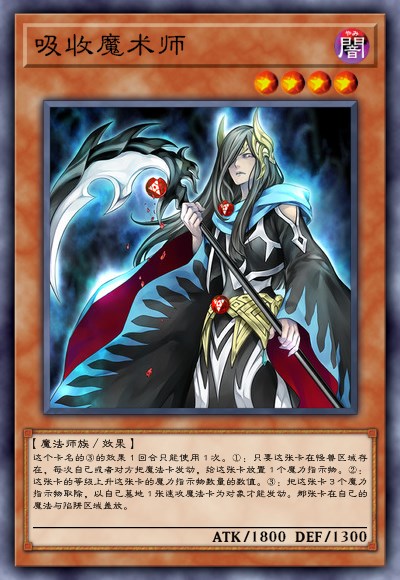 吸收魔术师
やみ
闇
【魔法师族／效果】
这个卡名的③的效果1回合只能使用1次。①：只要这张卡在怪兽区域存
在，每次自己或者对方把魔法卡发动，给这张卡放置1个魔力指示物。②：
这张卡的等级上升这张卡的魔力指示物数量的数值。③：把这张卡3个魔力
指示物取除，以自己墓地1张速攻魔法卡为对象才能发动。那张卡在自己的
魔法与陷阱区域盖放。
ATK/1800 DEF/1300